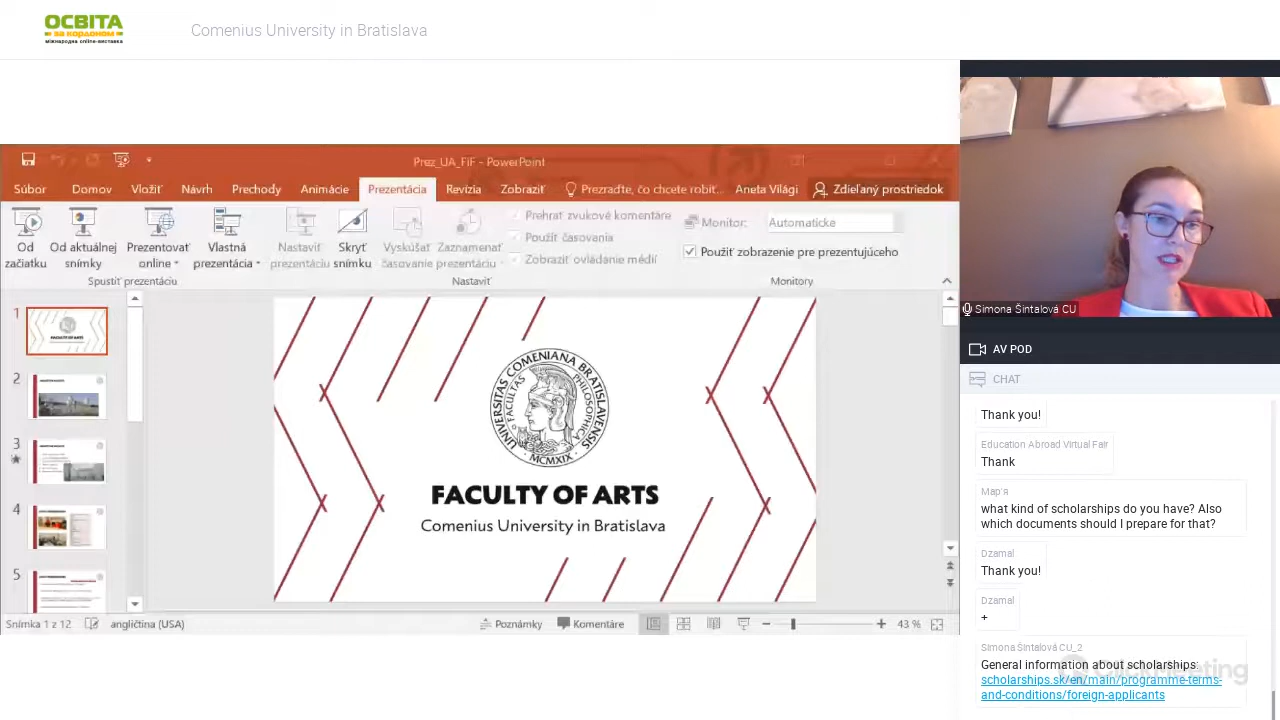 ОСВІТА
за кордоном
міжнародна online-виставка
Comenius University in Bratislava
Prez_UA_FiF - PowerPoint
Súbor
Domov
Vložiť
Návrh
Prechody
Animácie
Prezentácia
Revízia
Zobraziť
Prezraďte, čo chcete robiť...
Aneta Világi
Zdieľaný prostriedok
Od
začiatku
Od aktuálnej
snímky
Prezentovať
online
Vlastná
prezentácia
Spustiť prezentáciu
Nastaviť
prezentáciu
Skryť
snímku
Vyskúšať
časovanie
Zaznamenať
prezentáciu
Prehrať zvukové komentáre
Použiť časovania
Zobraziť ovládanie médií
Nastaviť
Monitor:
Automaticke
Použiť zobrazenie pre prezentujúceho
Monitory
1
2
3
4
5
FACULTY OF ARTS
UNIVERSITAS COMENIANA BRATISLAVENSIS
FACULTAS PHILOSOPHICA
· MCMXIX ·
FACULTY OF ARTS
Comenius University in Bratislava
Snímka 1 z 12
angličtina (USA)
Poznámky
Komentáre
43 %
Simona Šintalová CU
AV POD
CHAT
Thank you!
Education Abroad Virtual Fair
Thank
Мар'я
what kind of scholarships do you have? Also
which documents should I prepare for that?
Dzamal
Thank you!
Dzamal
+
Simona Šintalová CU_2
General information about scholarships:
scholarships.sk/en/main/programme-terms-
and-conditions/foreign-applicants
ClickMeeting